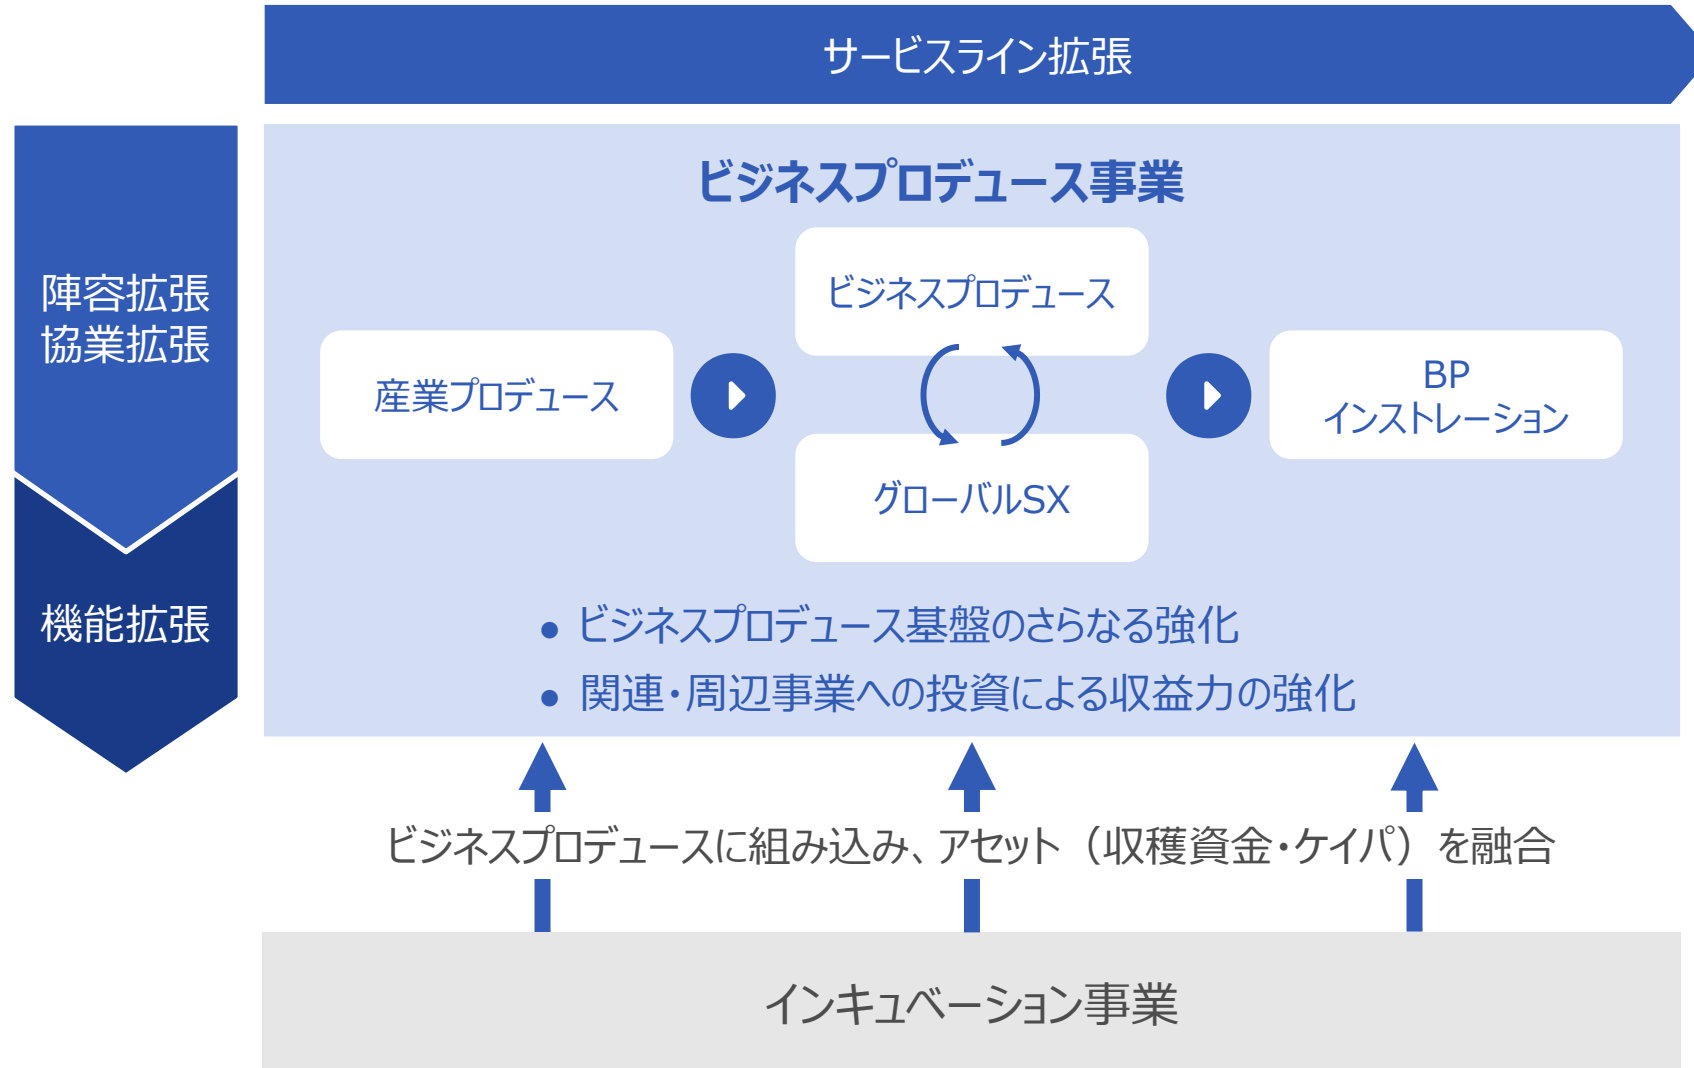 サービスライン拡張
陣容拡張
協業拡張
機能拡張
ビジネスプロデュース事業
産業プロデュース
ビジネスプロデュース
グローバルSX
BP
インストレーション
● ビジネスプロデュース基盤のさらなる強化
● 関連・周辺事業への投資による収益力の強化
ビジネスプロデュースに組み込み、アセット（収穫資金・ケイパ）を融合
インキュベーション事業